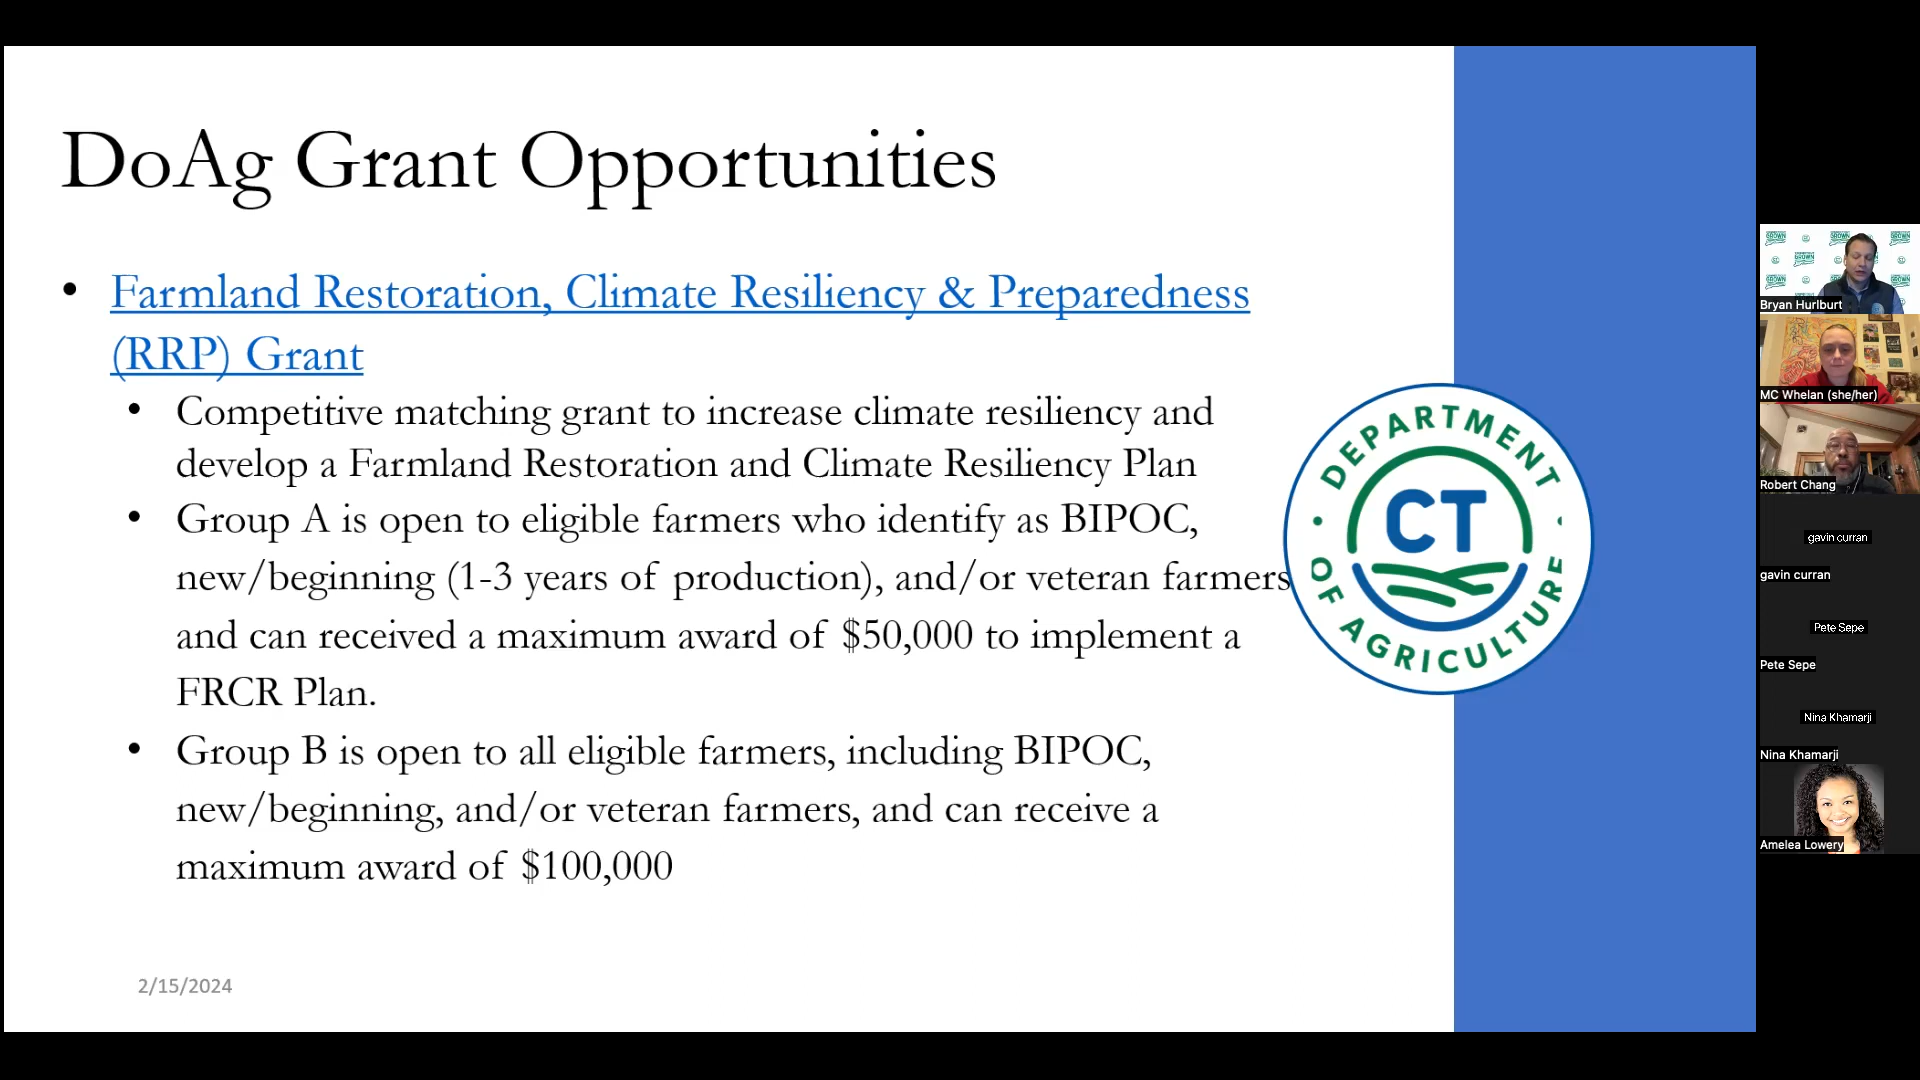 DoAg Grant Opportunities
• Farmland Restoration, Climate Resiliency & Preparedness
(RRP) Grant
• Competitive matching grant to increase climate resiliency and
develop a Farmland Restoration and Climate Resiliency Plan
• Group A is open to eligible farmers who identify as BIPOC,
new/beginning (1-3 years of production), and/or veteran farmers
and can received a maximum award of $50,000 to implement a
FRCR Plan.
• Group B is open to all eligible farmers, including BIPOC,
new/beginning, and/or veteran farmers, and can receive a
maximum award of $100,000
2/15/2024
• DEPARTMENT •
CT
OF AGRICULTURE
Bryan Hurlburt
MC Whelan (she/her)
Robert Chang
gavin curran
gavin curran
Pete Sepe
Pete Sepe
Nina Khamarji
Nina Khamarji
Amelea Lowery